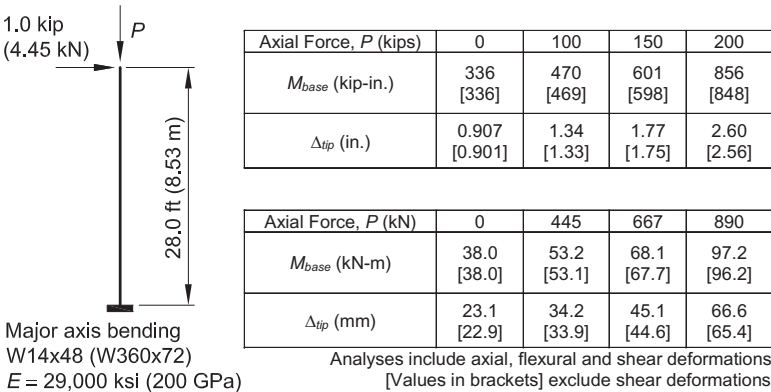 1.0 kip
(4.45 kN)
P
28.0 ft (8.53 m)
Major axis bending
W14x48 (W360x72)
E = 29,000 ksi (200 GPa)
Axial Force, P (kips) 0 100 150 200
M_base (kip-in.) 336 470 601 856
[336] [469] [598] [848]
Δ_tip (in.) 0.907 1.34 1.77 2.60
[0.901] [1.33] [1.75] [2.56]
Axial Force, P (kN) 0 445 667 890
M_base (kN-m) 38.0 53.2 68.1 97.2
[38.0] [53.1] [67.7] [96.2]
Δ_tip (mm) 23.1 34.2 45.1 66.6
[22.9] [33.9] [44.6] [65.4]
Analyses include axial, flexural and shear deformations
[Values in brackets] exclude shear deformations